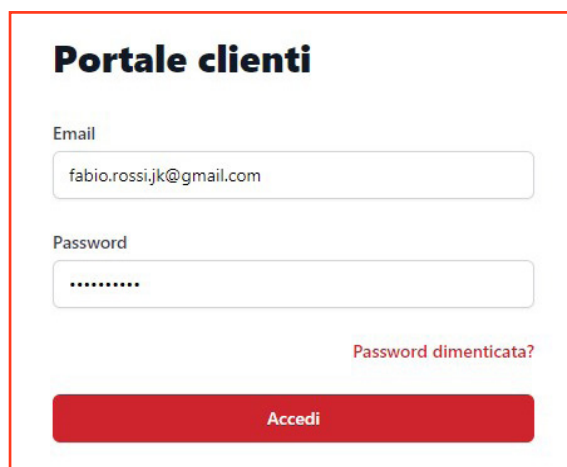 Portale clienti
Email
fabio.rossi.jk@gmail.com
Password
••••••••••
Password dimenticata?
Accedi